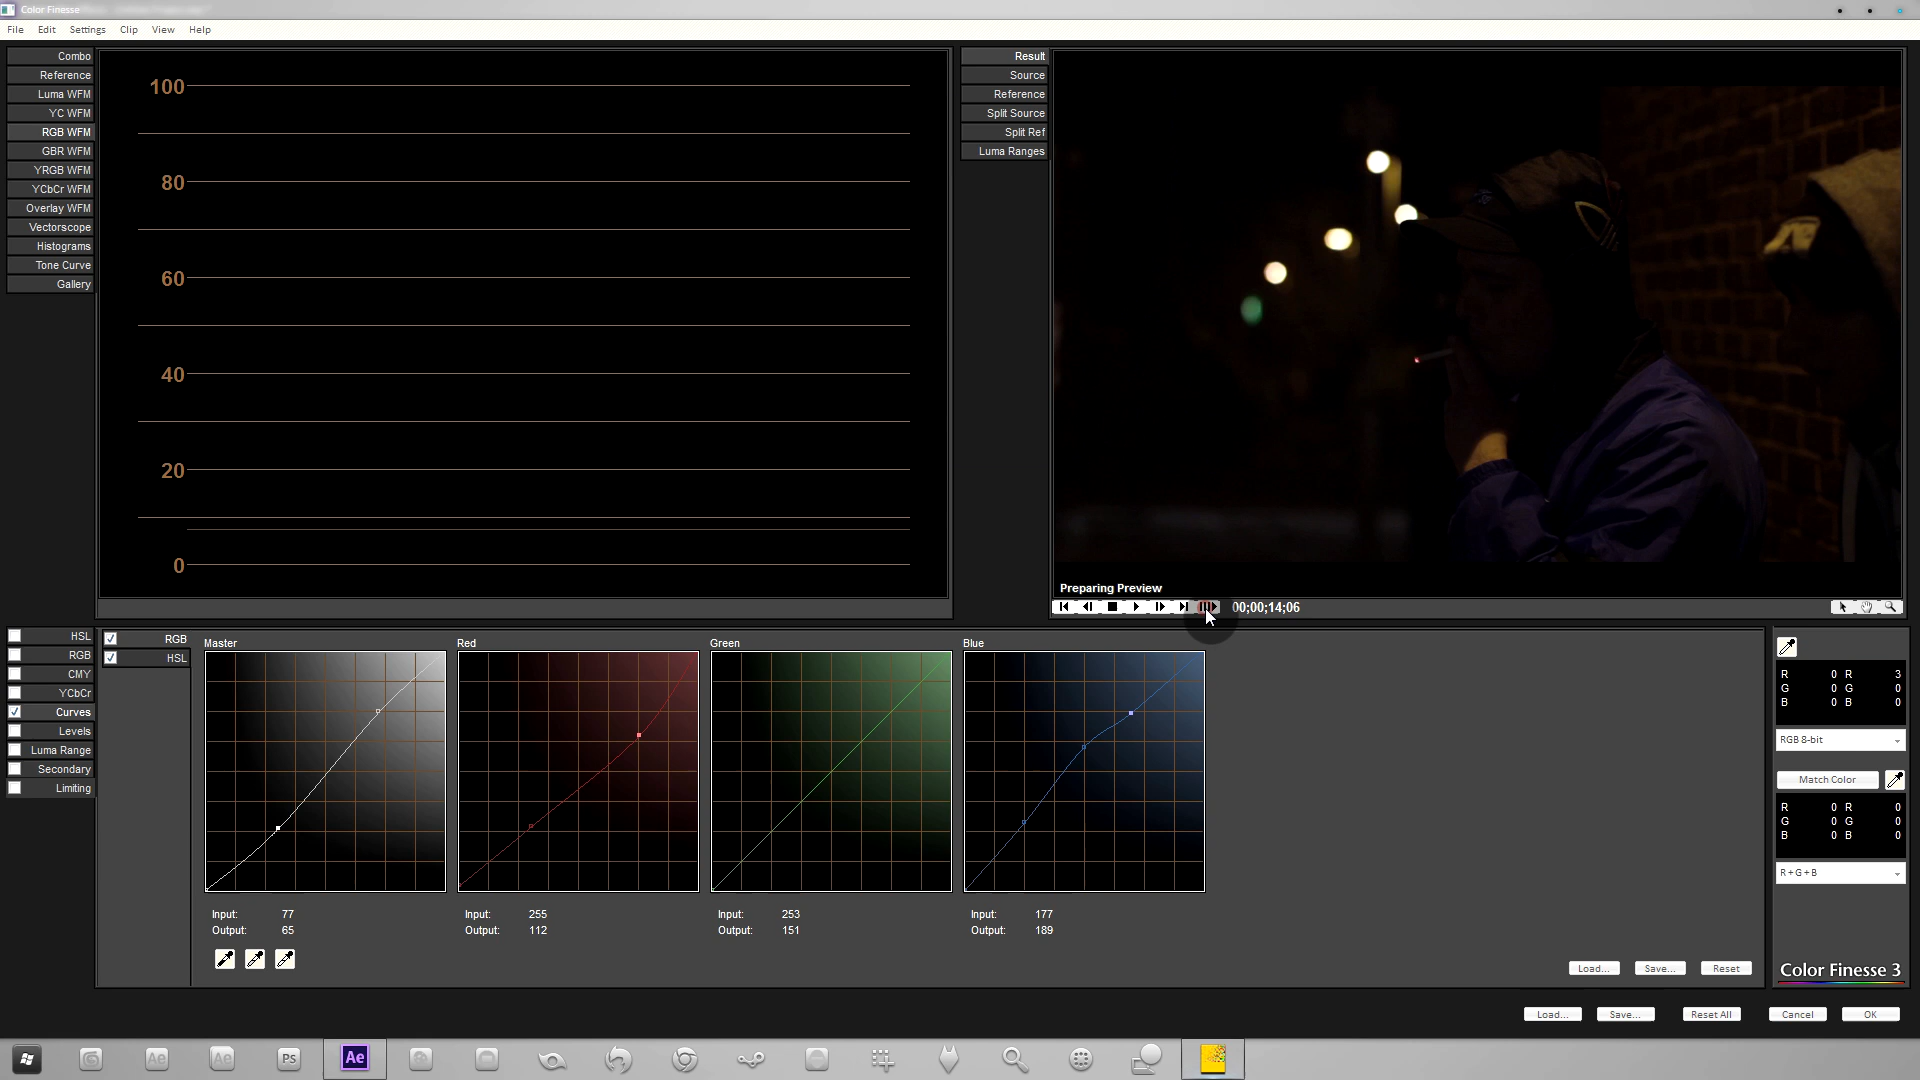 Color Finesse
File Edit Settings Clip View Help
Combo
Reference
Luma WFM
YC WFM
RGB WFM
GBR WFM
YRGB WFM
YCbCr WFM
Overlay WFM
Vectorscope
Histograms
Tone Curve
Gallery
100
80
60
40
20
0
Result
Source
Reference
Split Source
Split Ref
Luma Ranges
Preparing Preview
00;00;14;06
HSL
RGB
CMY
YCbCr
Curves
Levels
Luma Range
Secondary
Limiting
RGB
HSL
Master Red Green Blue
Input: 77 Input: 255 Input: 253 Input: 177
Output: 65 Output: 112 Output: 151 Output: 189
Load... Save... Reset
R 0 R 3
G 0 G 0
B 0 B 0
RGB 8-bit
Match Color
R 0 R 0
G 0 G 0
B 0 B 0
R+G+B
Color Finesse 3
Load... Save... Reset All Cancel OK
Ae Ae Ps Ae